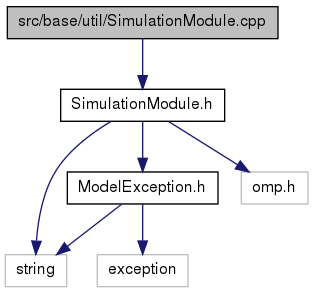 src/base/util/SimulationModule.cpp
SimulationModule.h
ModelException.h
omp.h
string
exception